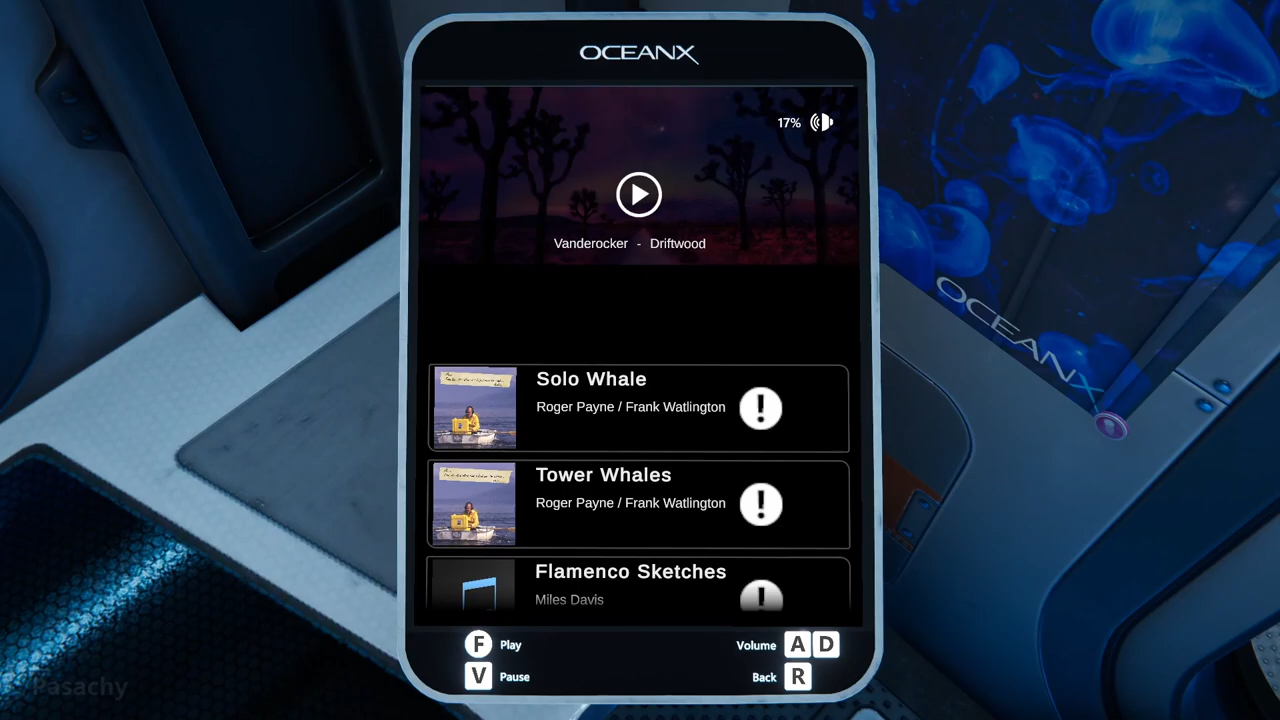 OCEANX
17%
Vanderocker - Driftwood
OCEANX
Solo Whale
Roger Payne / Frank Watlington
Tower Whales
Roger Payne / Frank Watlington
Flamenco Sketches
Miles Davis
F Play
Volume A D
V Pause
Back R
Pasachy